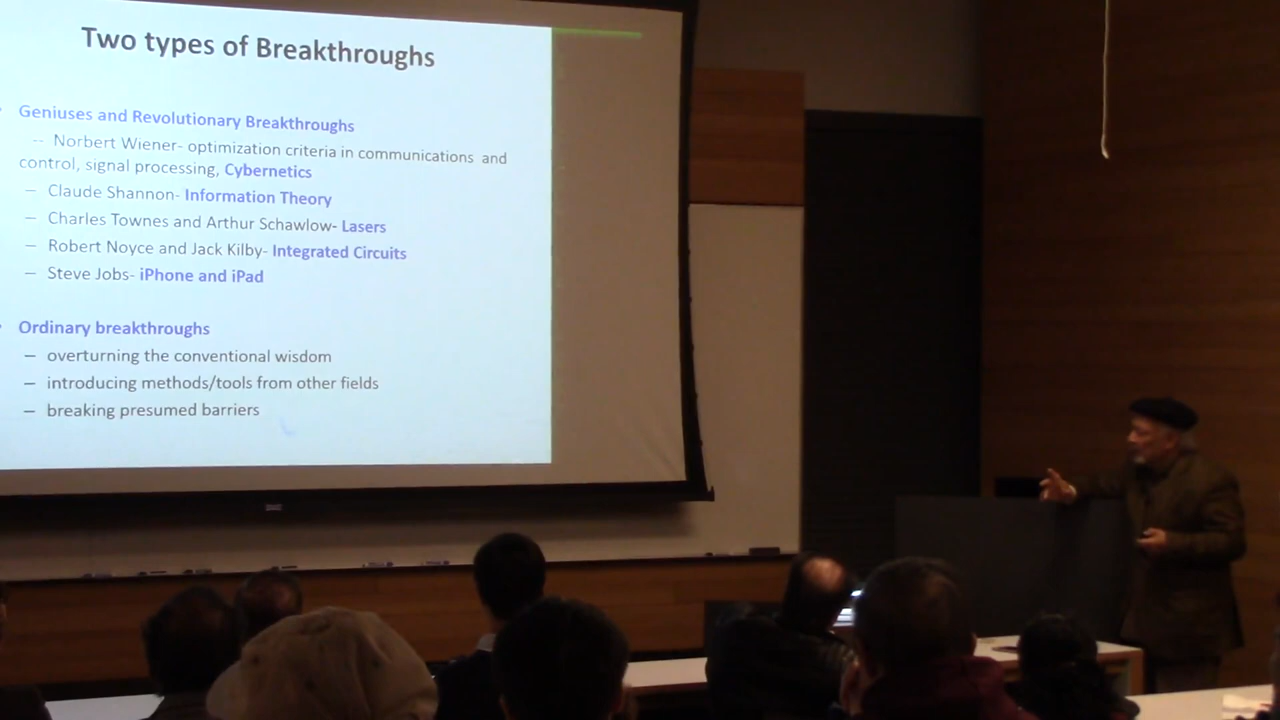 Two types of Breakthroughs
Geniuses and Revolutionary Breakthroughs
-- Norbert Wiener- optimization criteria in communications and
control, signal processing, Cybernetics
– Claude Shannon- Information Theory
– Charles Townes and Arthur Schawlow- Lasers
– Robert Noyce and Jack Kilby- Integrated Circuits
– Steve Jobs- iPhone and iPad
Ordinary breakthroughs
– overturning the conventional wisdom
– introducing methods/tools from other fields
– breaking presumed barriers